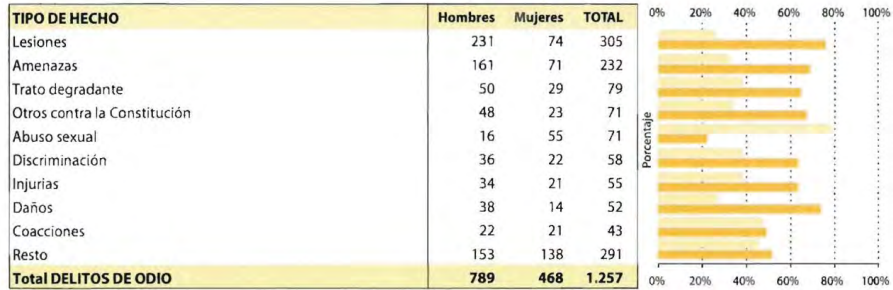 TIPO DE HECHO Hombres Mujeres TOTAL 0% 20% 40% 60% 80% 100%
Lesiones 231 74 305
Amenazas 161 71 232
Trato degradante 50 29 79
Otros contra la Constitución 48 23 71
Abuso sexual 16 55 71
Discriminación 36 22 58
Injurias 34 21 55
Daños 38 14 52
Coacciones 22 21 43
Resto 153 138 291
Total DELITOS DE ODIO 789 468 1.257 0% 20% 40% 60% 80% 100%
Porcentaje